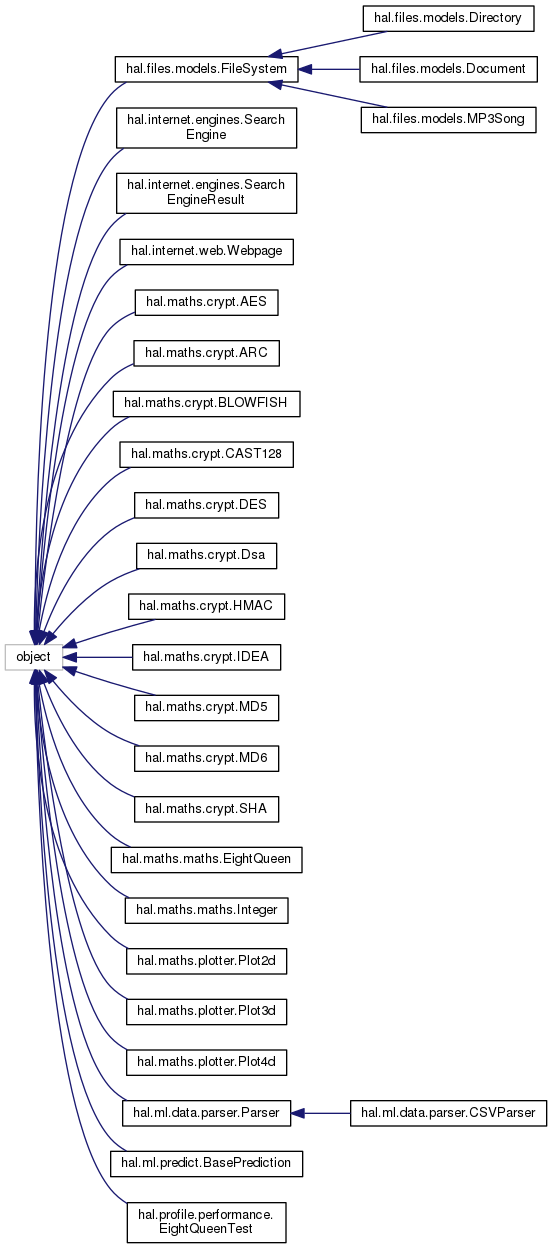 hal.files.models.Directory
hal.files.models.FileSystem
hal.files.models.Document
hal.files.models.MP3Song
hal.internet.engines.Search
Engine
hal.internet.engines.Search
EngineResult
hal.internet.web.Webpage
hal.maths.crypt.AES
hal.maths.crypt.ARC
hal.maths.crypt.BLOWFISH
hal.maths.crypt.CAST128
hal.maths.crypt.DES
hal.maths.crypt.Dsa
hal.maths.crypt.HMAC
object
hal.maths.crypt.IDEA
hal.maths.crypt.MD5
hal.maths.crypt.MD6
hal.maths.crypt.SHA
hal.maths.maths.EightQueen
hal.maths.maths.Integer
hal.maths.plotter.Plot2d
hal.maths.plotter.Plot3d
hal.maths.plotter.Plot4d
hal.ml.data.parser.Parser
hal.ml.data.parser.CSVParser
hal.ml.predict.BasePrediction
hal.profile.performance.
EightQueenTest